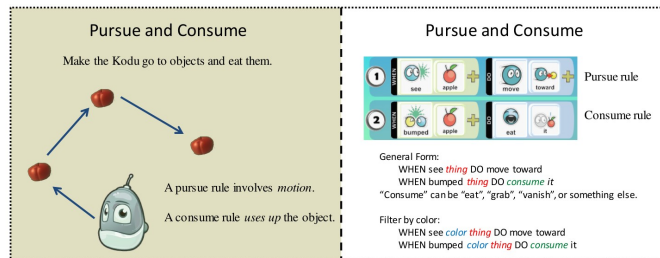 Pursue and Consume
Make the Kodu go to objects and eat them.
A pursue rule involves motion.
A consume rule uses up the object.
Pursue and Consume
1 WHEN see apple + DO move toward +
Pursue rule
2 WHEN bumped apple + DO eat it
Consume rule
General Form:
WHEN see thing DO move toward
WHEN bumped thing DO consume it
“Consume” can be “eat”, “grab”, “vanish”, or something else.
Filter by color:
WHEN see color thing DO move toward
WHEN bumped color thing DO consume it